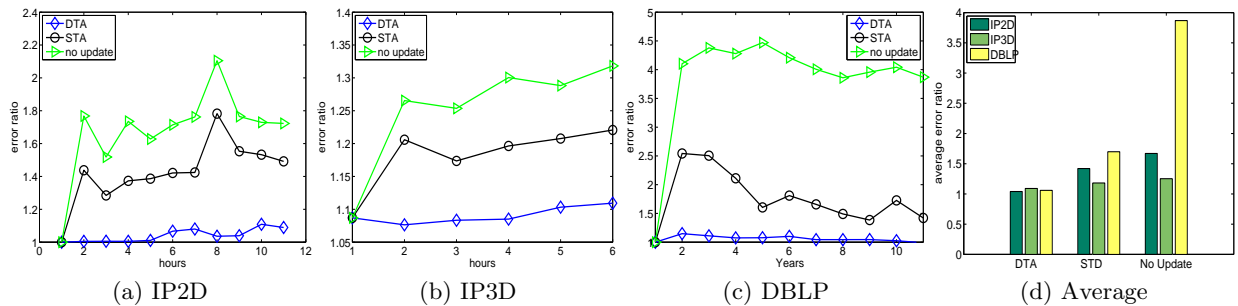 2.4
2.2
2
1.8
1.6
1.4
1.2
1
error ratio
DTA
STA
no update
0 2 4 6 8 10 12
hours
(a) IP2D
1.4
1.35
1.3
1.25
1.2
1.15
1.1
1.05
error ratio
DTA
STA
no update
1 2 3 4 5 6
hours
(b) IP3D
5
4.5
4
3.5
3
2.5
2
1.5
1
error ratio
DTA
STA
no update
2 4 6 8 10
Years
(c) DBLP
4
3.5
3
2.5
2
1.5
1
0.5
0
average error ratio
IP2D
IP3D
DBLP
DTA STD No Update
(d) Average